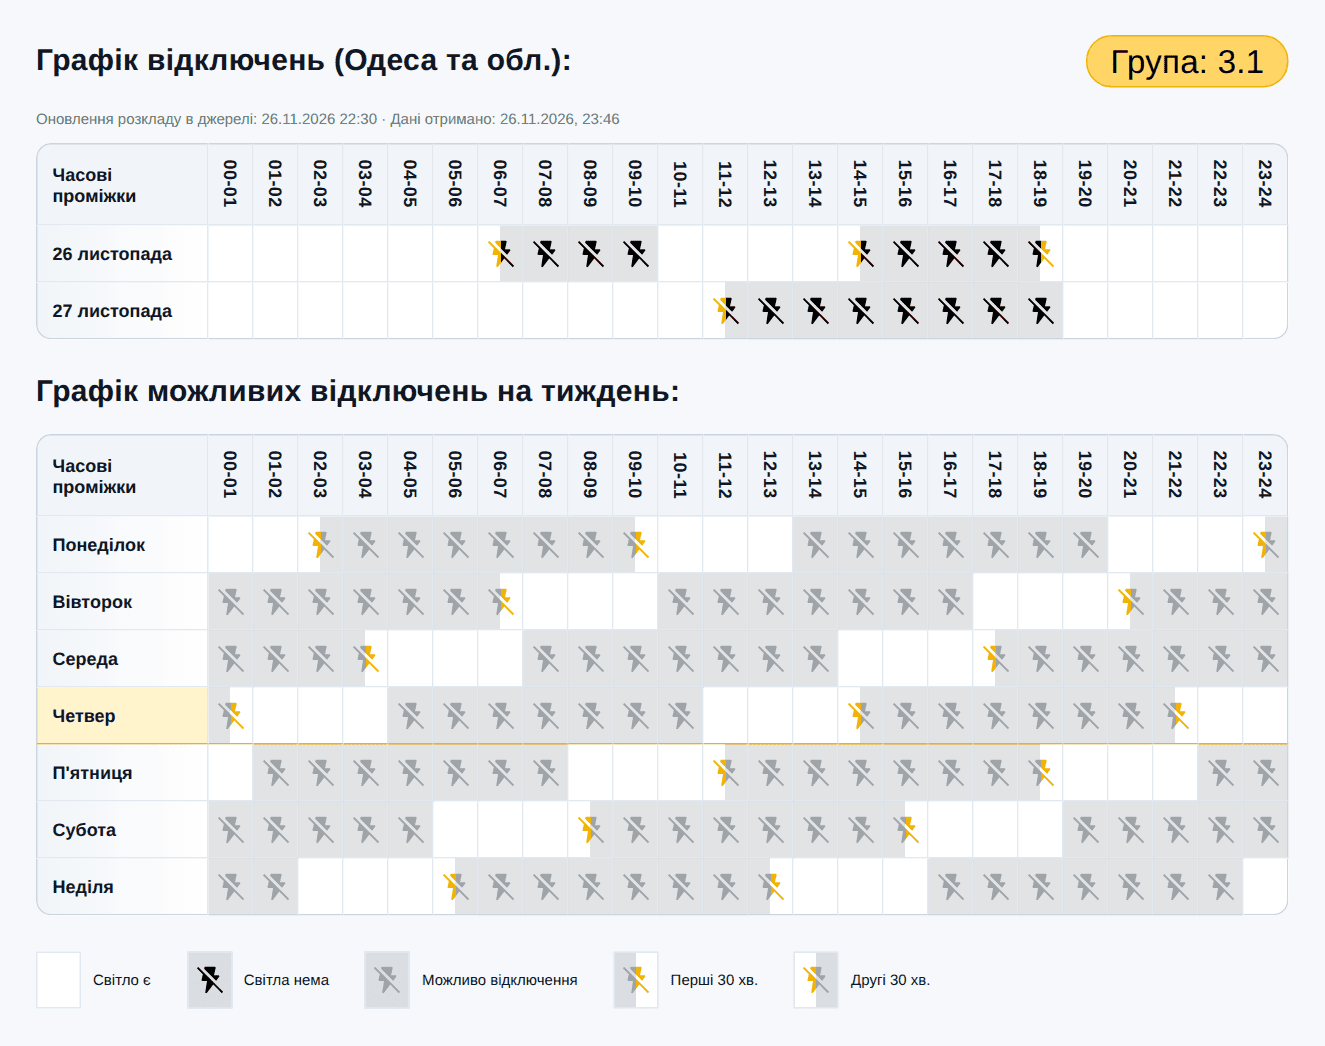 Графік відключень (Одеса та обл.):
Група: 3.1
Оновлення розкладу в джерелі: 26.11.2026 22:30 · Дані отримано: 26.11.2026, 23:46
Часові проміжки 00-01 01-02 02-03 03-04 04-05 05-06 06-07 07-08 08-09 09-10 10-11 11-12 12-13 13-14 14-15 15-16 16-17 17-18 18-19 19-20 20-21 21-22 22-23 23-24
26 листопада
27 листопада
Графік можливих відключень на тиждень:
Часові проміжки 00-01 01-02 02-03 03-04 04-05 05-06 06-07 07-08 08-09 09-10 10-11 11-12 12-13 13-14 14-15 15-16 16-17 17-18 18-19 19-20 20-21 21-22 22-23 23-24
Понеділок
Вівторок
Середа
Четвер
П'ятниця
Субота
Неділя
Світло є Світла нема Можливо відключення Перші 30 хв. Другі 30 хв.